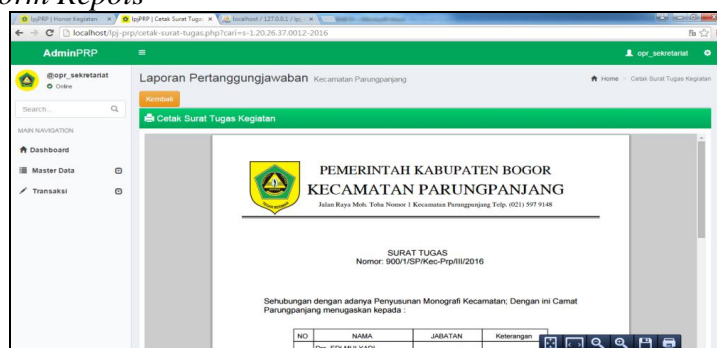 orm Repots
lpjPRP | Honor Kegiatan
lpjPRP | Cetak Surat Tugas
localhost / 127.0.0.1 / lpj_
localhost/lpj-prp/cetak-surat-tugas.php?cari=s-1.20.26.37.0012-2016
AdminPRP
opr_sekretariat
@opr_sekretariat
Online
Laporan Pertanggungjawaban Kecamatan Parungpanjang
Home > Cetak Surat Tugas Kegiatan
Search...
Kembali
Cetak Surat Tugas Kegiatan
MAIN NAVIGATION
Dashboard
Master Data
Transaksi
PEMERINTAH KABUPATEN BOGOR
KECAMATAN PARUNGPANJANG
Jalan Raya Moh. Toha Nomor 1 Kecamatan Parungpanjang Telp. (021) 597 9148
SURAT TUGAS
Nomor: 900/1/SP/Kec-Prp/III/2016
Sehubungan dengan adanya Penyusunan Monografi Kecamatan; Dengan ini Camat
Parungpanjang menugaskan kepada :
NO NAMA JABATAN Keterangan
Drs. EDI MULYADI